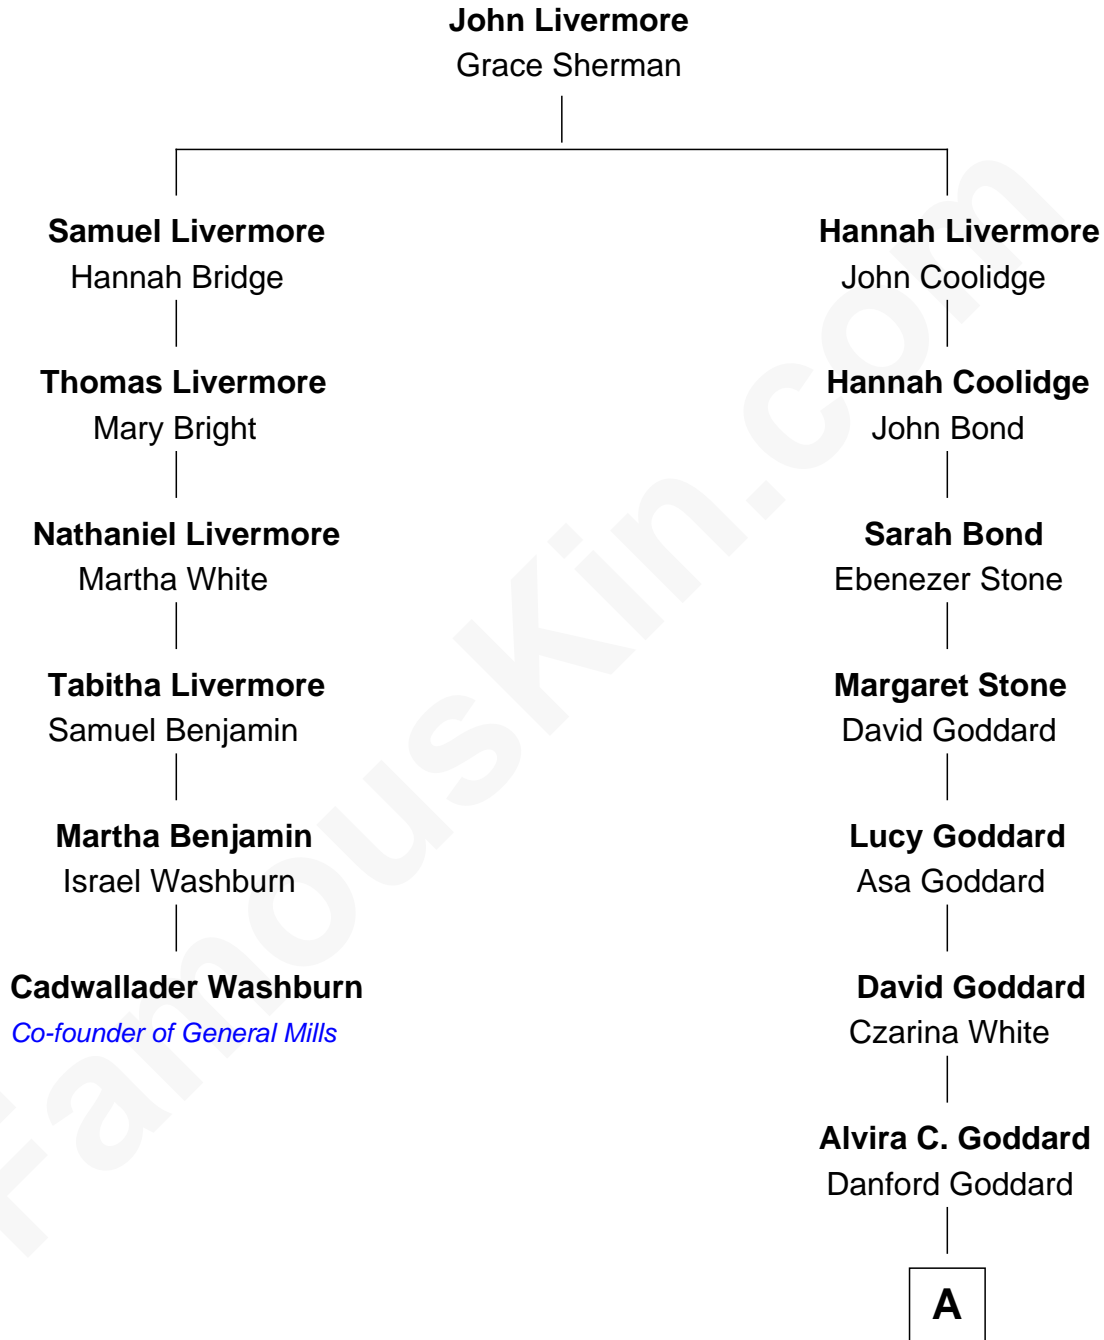 John Livermore
Grace Sherman
Samuel Livermore
Hannah Bridge
Thomas Livermore
Mary Bright
Nathaniel Livermore
Martha White
Tabitha Livermore
Samuel Benjamin
Martha Benjamin
Israel Washburn
Cadwallader Washburn
Co-founder of General Mills
Hannah Livermore
John Coolidge
Hannah Coolidge
John Bond
Sarah Bond
Ebenezer Stone
Margaret Stone
David Goddard
Lucy Goddard
Asa Goddard
David Goddard
Czarina White
Alvira C. Goddard
Danford Goddard
A
FamousKin.com